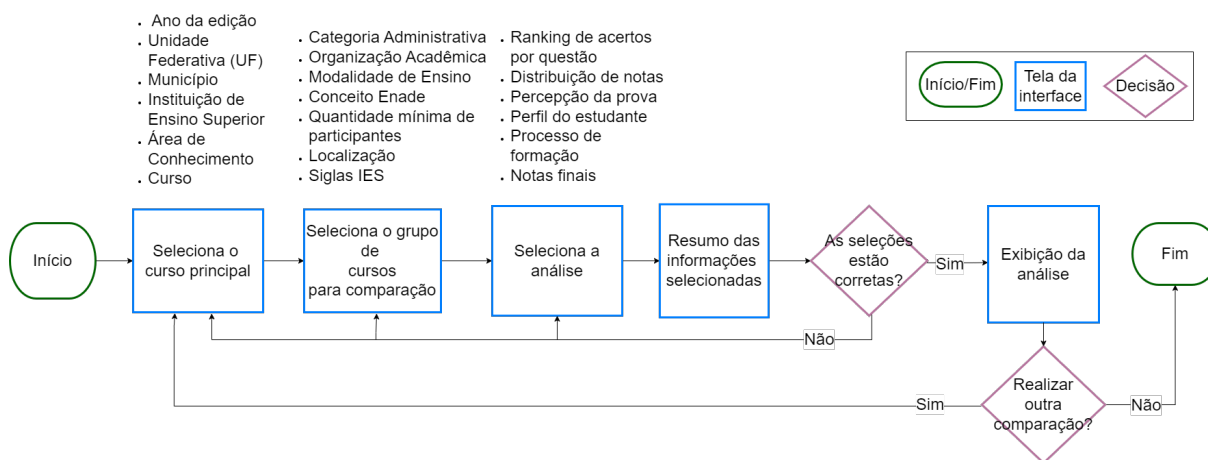 • Ano da edição
• Unidade
Federativa (UF)
• Município
• Instituição de
Ensino Superior
• Área de
Conhecimento
• Curso
• Categoria Administrativa
• Organização Acadêmica
• Modalidade de Ensino
• Conceito Enade
• Quantidade mínima de
participantes
• Localização
• Siglas IES
• Ranking de acertos
por questão
• Distribuição de notas
• Percepção da prova
• Perfil do estudante
• Processo de
formação
• Notas finais
Início/Fim
Tela da
interface
Decisão
Início
Seleciona o
curso principal
Seleciona o grupo
de
cursos
para comparação
Seleciona a
análise
Resumo das
informações
selecionadas
As seleções
estão
corretas?
Sim
Exibição da
análise
Fim
Não
Realizar
outra
comparação?
Sim
Não